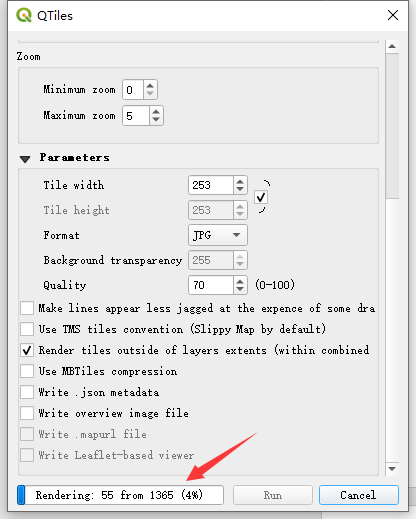 QTiles
Zoom
Minimum zoom 0
Maximum zoom 5
Parameters
Tile width 253
Tile height 253
Format JPG
Background transparency 255
Quality 70 (0-100)
Make lines appear less jagged at the expence of some dra
Use TMS tiles convention (Slippy Map by default)
Render tiles outside of layers extents (within combined
Use MBTiles compression
Write .json metadata
Write overview image file
Write .mapurl file
Write Leaflet-based viewer
Rendering: 55 from 1365 (4%) Run Cancel